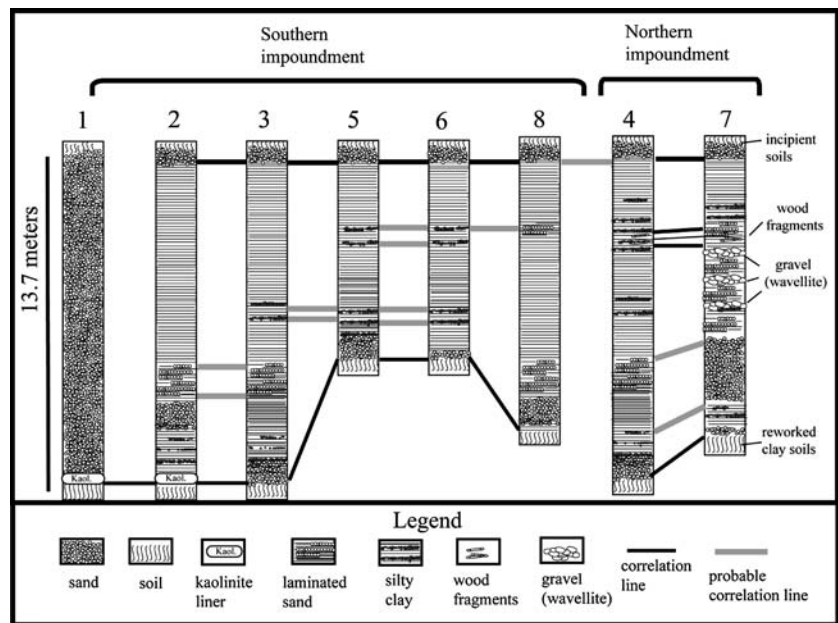 Southern
impoundment
Northern
impoundment
1
2
3
5
6
8
4
7
13.7 meters
incipient
soils
wood
fragments
gravel
(wavellite)
reworked
clay soils
Kaol.
Kaol.
Legend
Kaol.
sand
soil
kaolinite
liner
laminated
sand
silty
clay
wood
fragments
gravel
(wavellite)
correlation
line
probable
correlation line